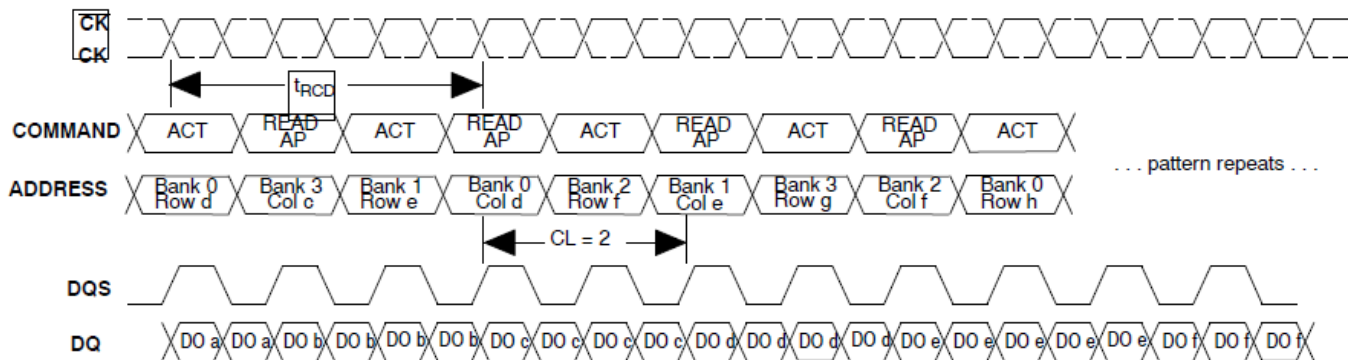 CK
CK
tRCD
COMMAND ACT READ AP ACT READ AP ACT READ AP ACT READ AP ACT
. . . pattern repeats . . .
ADDRESS Bank 0 Row d Bank 3 Col c Bank 1 Row e Bank 0 Col d Bank 2 Row f Bank 1 Col e Bank 3 Row g Bank 2 Col f Bank 0 Row h
CL = 2
DQS
DQ DO a DO a DO b DO b DO b DO b DO c DO c DO c DO c DO d DO d DO d DO d DO e DO e DO e DO e DO e DO f DO f DO f